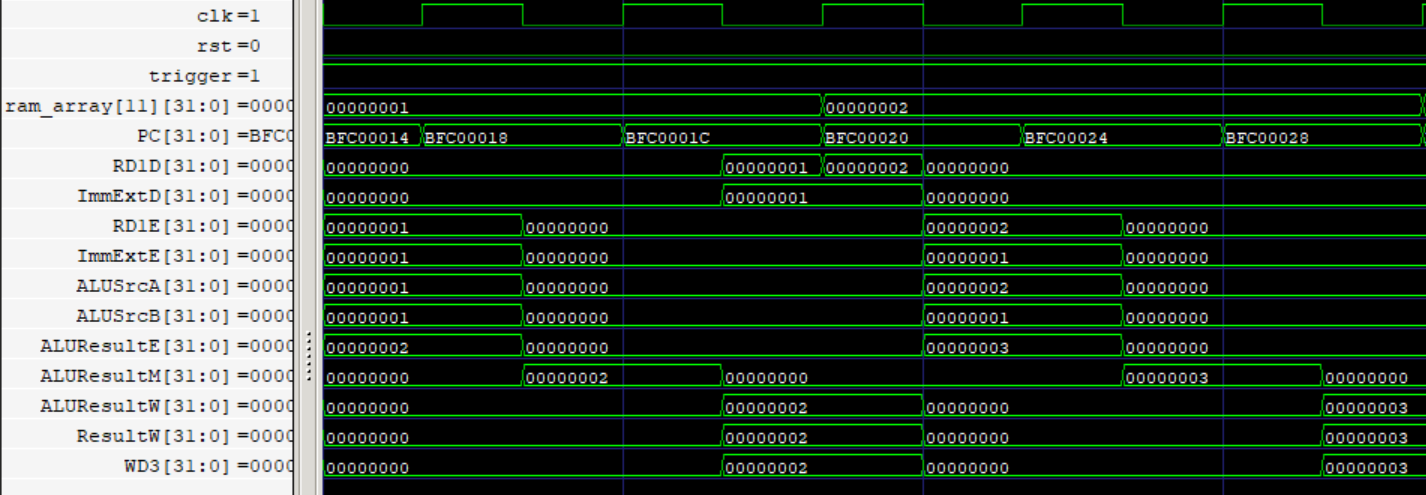 clk=1
rst=0
trigger=1
ram_array[11][31:0]=0000 00000001 00000002
PC[31:0]=BFC0 BFC00014 BFC00018 BFC0001C BFC00020 BFC00024 BFC00028
RD1D[31:0]=0000 00000000 00000001 00000002 00000000
ImmExtD[31:0]=0000 00000000 00000001 00000000
RD1E[31:0]=0000 00000001 00000000 00000002 00000000
ImmExtE[31:0]=0000 00000001 00000000 00000001 00000000
ALUSrcA[31:0]=0000 00000001 00000000 00000002 00000000
ALUSrcB[31:0]=0000 00000001 00000000 00000001 00000000
ALUResultE[31:0]=0000 00000002 00000000 00000003 00000000
ALUResultM[31:0]=0000 00000000 00000002 00000000 00000003 00000000
ALUResultW[31:0]=0000 00000000 00000002 00000000 00000003
ResultW[31:0]=0000 00000000 00000002 00000000 00000003
WD3[31:0]=0000 00000000 00000002 00000000 00000003